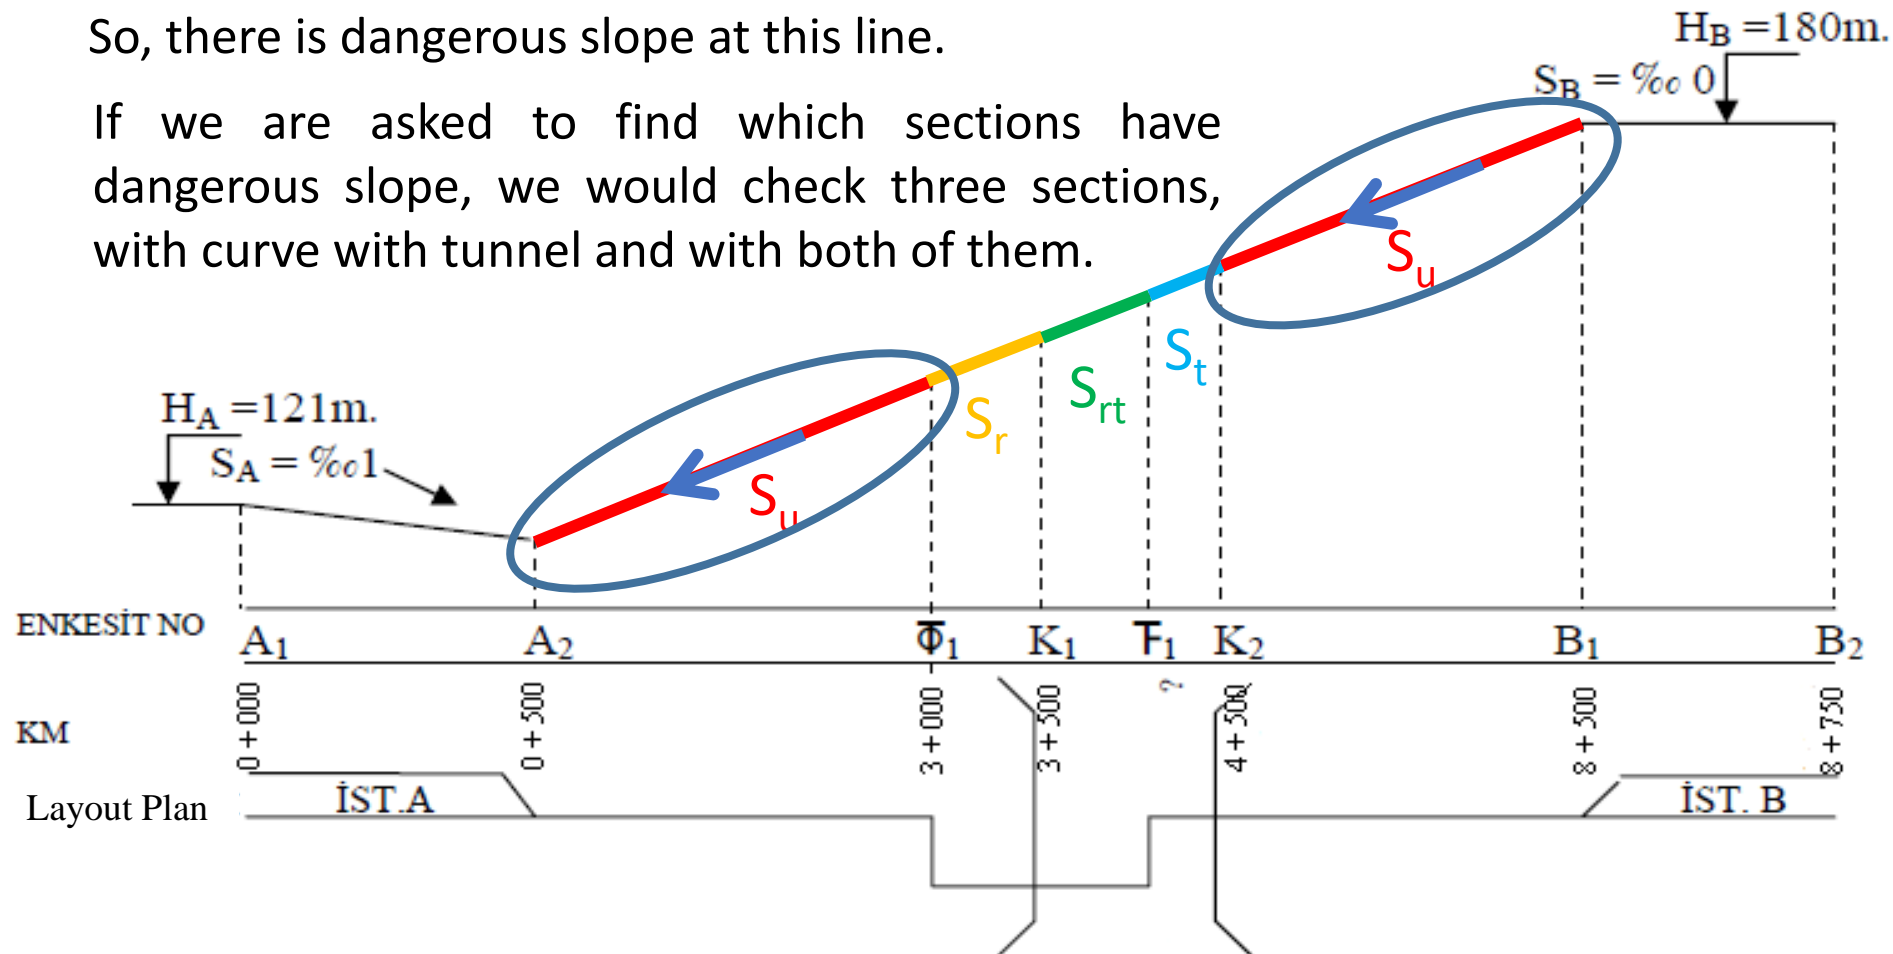 So, there is dangerous slope at this line.
If we are asked to find which sections have
dangerous slope, we would check three sections,
with curve with tunnel and with both of them.
H_B =180m.
S_B = ‰ 0
S_u
S_t
S_rt
S_r
H_A =121m.
S_A = ‰1
S_u
ENKESİT NO A₁ A₂ T̅O̅₁ K₁ T̅F̅₁ K₂ B₁ B₂
KM 0+000 0+500 3+000 3+500 ? 4+500 8+500 8+750
Layout Plan İST.A İST. B